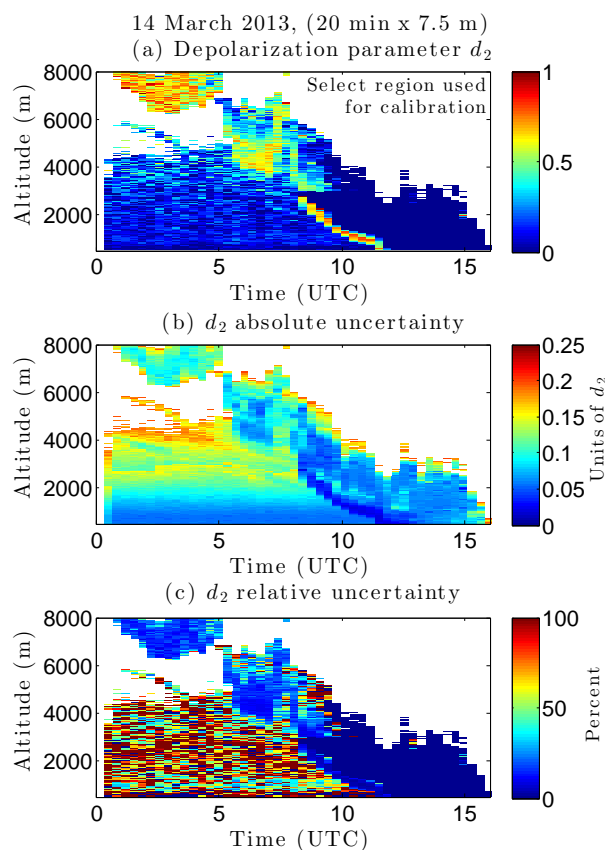 14 March 2013, (20 min x 7.5 m)
(a) Depolarization parameter d2
Select region used
for calibration
Altitude (m)
8000
6000
4000
2000
0
5
10
15
Time (UTC)
1
0.5
0
(b) d2 absolute uncertainty
Altitude (m)
8000
6000
4000
2000
0
5
10
15
Time (UTC)
0.25
0.2
0.15
0.1
0.05
0
Units of d2
(c) d2 relative uncertainty
Altitude (m)
8000
6000
4000
2000
0
5
10
15
Time (UTC)
100
50
0
Percent